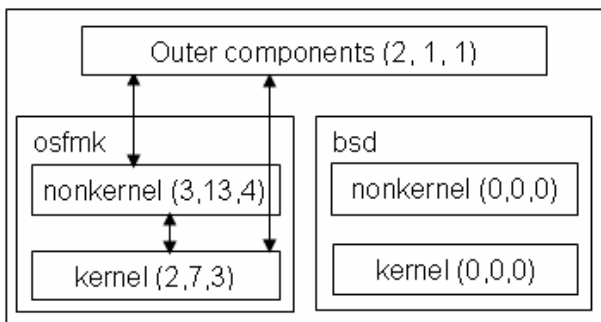 Outer components (2, 1, 1)
osfmk
nonkernel (3,13,4)
kernel (2,7,3)
bsd
nonkernel (0,0,0)
kernel (0,0,0)